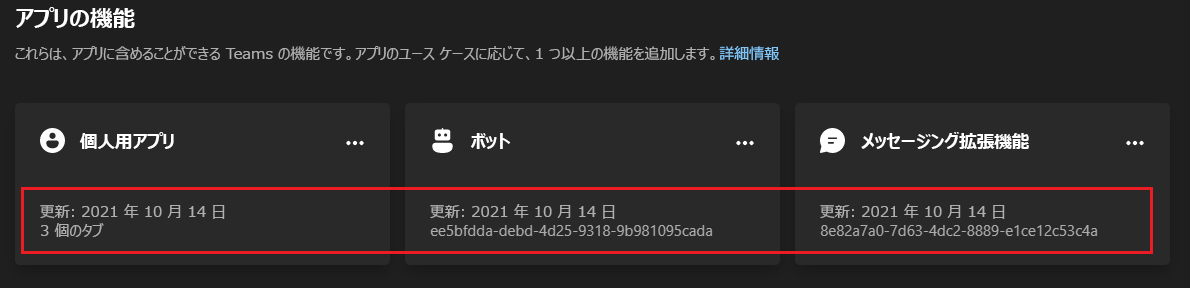 アプリの機能
これらは、アプリに含めることができる Teams の機能です。アプリのユース ケースに応じて、1 つ以上の機能を追加します。詳細情報
個人用アプリ
更新: 2021 年 10 月 14 日
3 個のタブ
ボット
更新: 2021 年 10 月 14 日
ee5bfdda-debd-4d25-9318-9b981095cada
メッセージング拡張機能
更新: 2021 年 10 月 14 日
8e82a7a0-7d63-4dc2-8889-e1ce12c53c4a